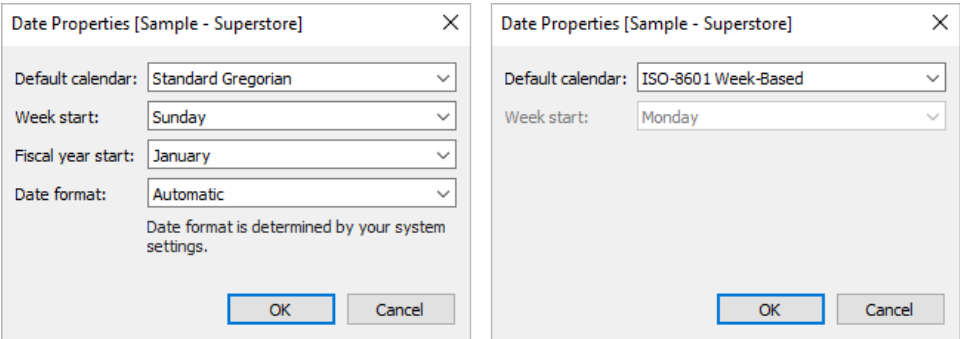 Date Properties [Sample - Superstore]
Default calendar: Standard Gregorian
Week start: Sunday
Fiscal year start: January
Date format: Automatic
Date format is determined by your system
settings.
OK Cancel
Date Properties [Sample - Superstore]
Default calendar: ISO-8601 Week-Based
Week start: Monday
OK Cancel